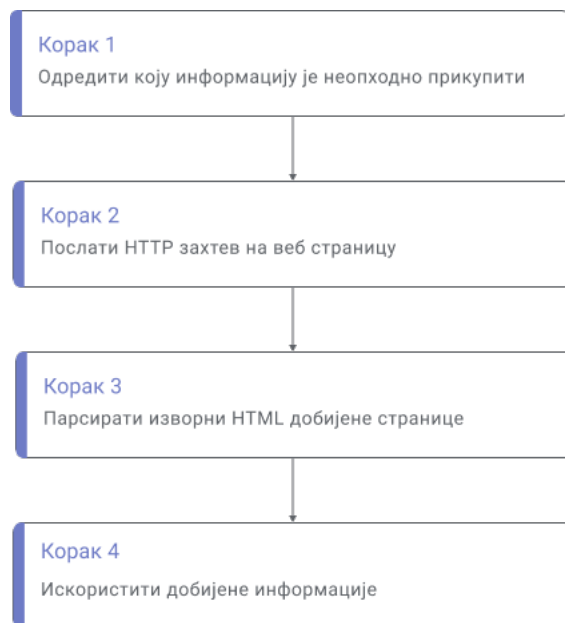 Корак 1
Одредити коју информацију је неопходно прикупити
Корак 2
Послати HTTP захтев на веб страницу
Корак 3
Парсирати изворни HTML добијене странице
Корак 4
Искористити добијене информације